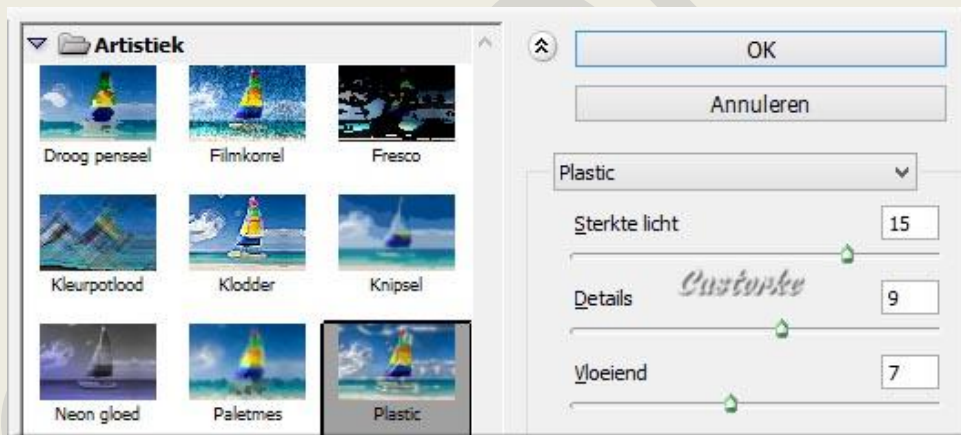 Artistiek
Droog penseel
Filmkorrel
Fresco
Kleurpotlood
Klodder
Knipsel
Neon gloed
Paletmes
Plastic
OK
Annuleren
Plastic
Sterkte licht 15
Castorke
Details 9
Vloeiend 7